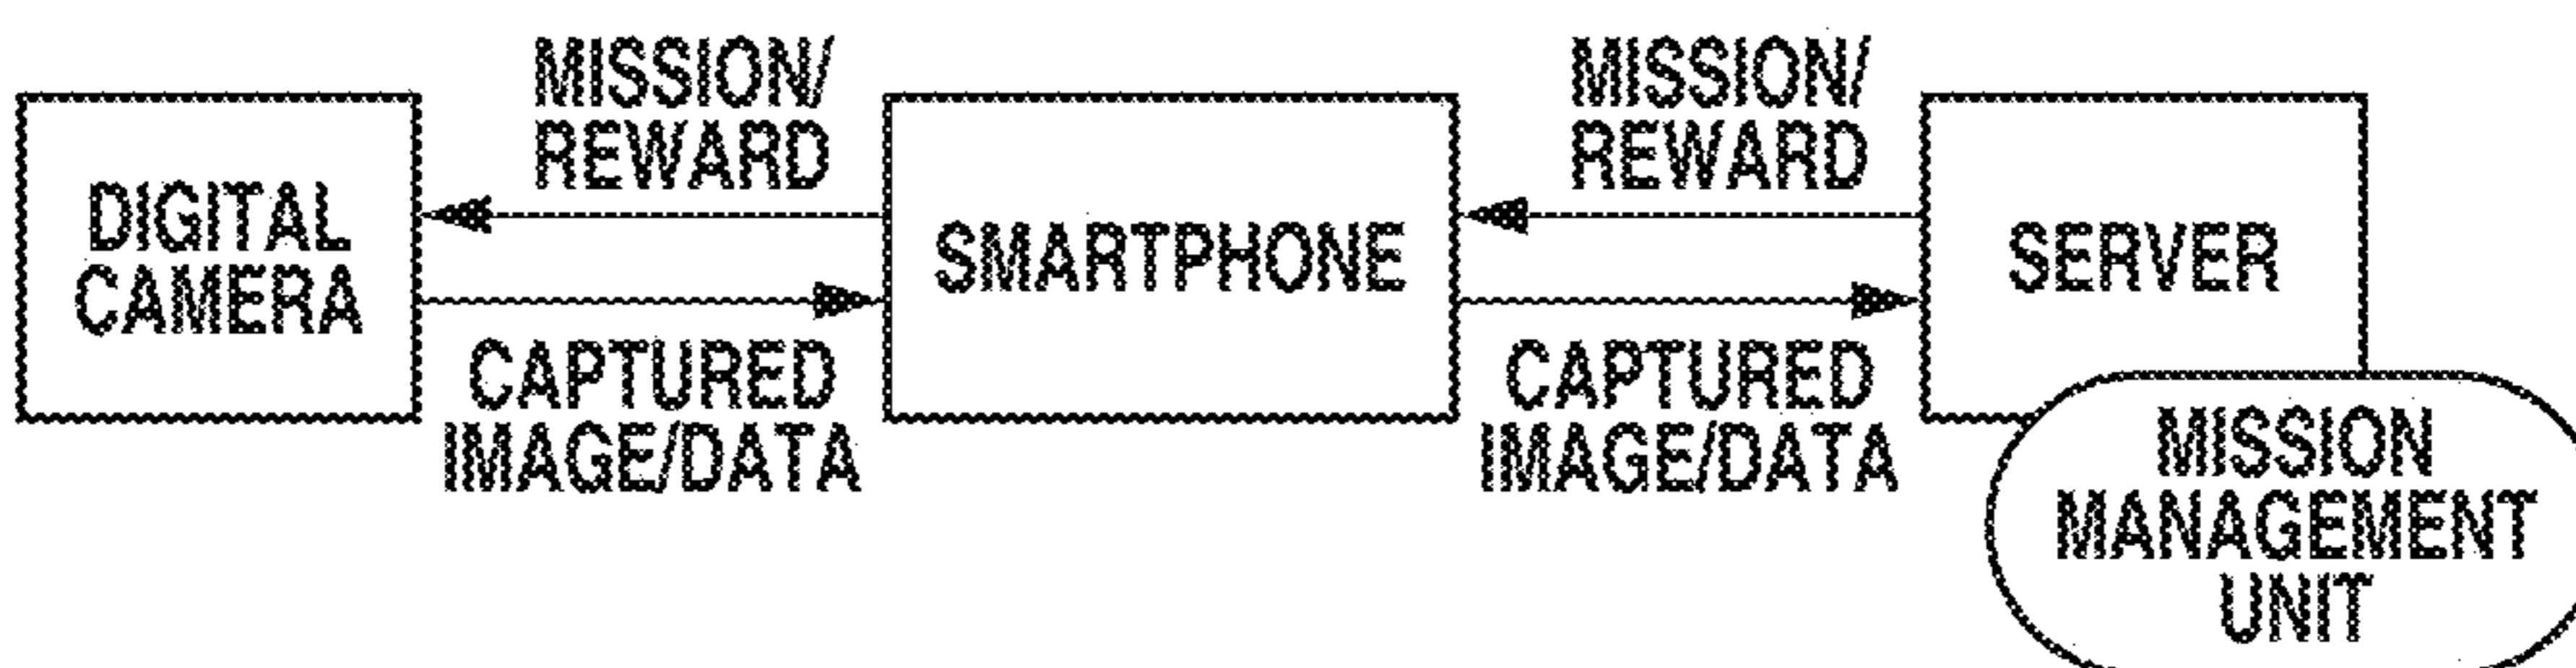 MISSION/
REWARD
MISSION/
REWARD
DIGITAL
CAMERA
SMARTPHONE
SERVER
CAPTURED
IMAGE/DATA
CAPTURED
IMAGE/DATA
MISSION
MANAGEMENT
UNIT